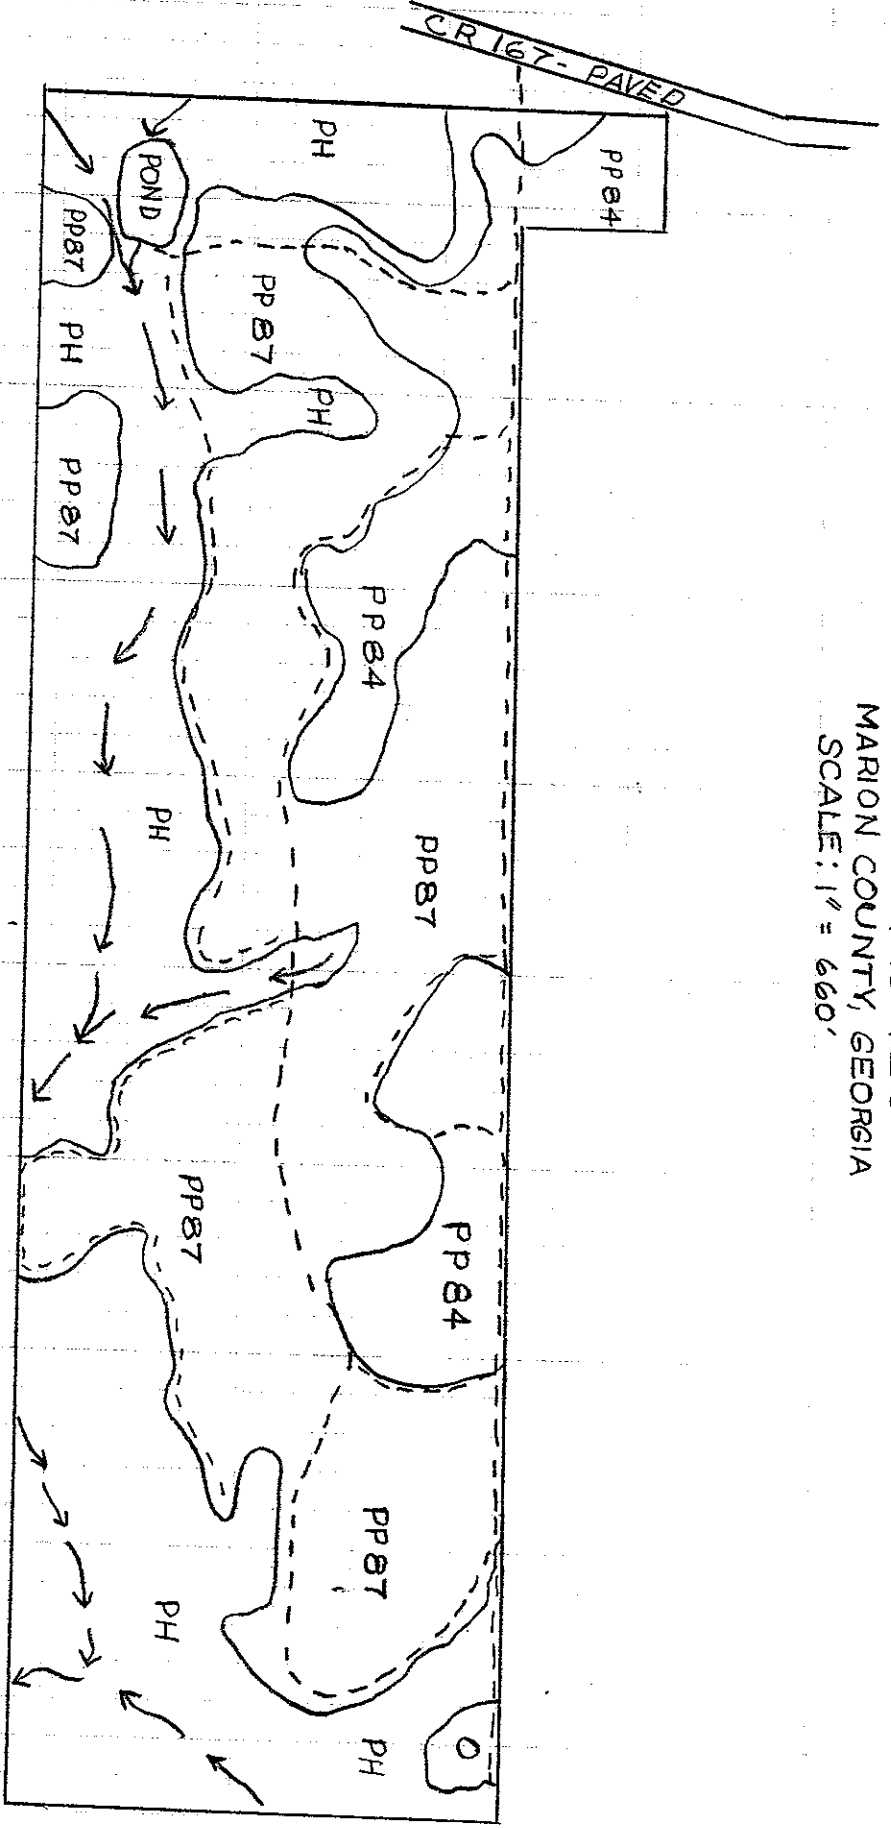 MARION COUNTY, GEORGIA
SCALE: 1" = 660'
CR 167 - PAVED
PP84
PH
POND
PP87
PP87
PH
PH
PP87
PP84
PP87
PH
PP84
PP87
PP87
PH
PH
O